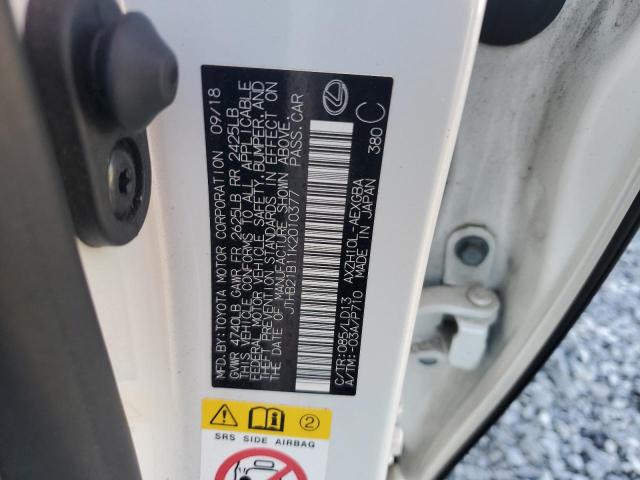 MFD.BY:TOYOTA MOTOR CORPORATION 09/18
GVWR 4740LB GAWR FR 2625LB RR 2425LB
THIS VEHICLE CONFORMS TO ALL APPLICABLE
FEDERAL MOTOR VEHICLE SAFETY, BUMPER, AND
THEFT PREVENTION STANDARDS IN EFFECT ON
THE DATE OF MANUFACTURE SHOWN ABOVE.
JTHB21B11K2010377 PASS.CAR
C/TR:085/LD13 AXZH10L-AEXGBA
A/TM:-03A/P710 MADE IN JAPAN
380 C
2
SRS SIDE AIRBAG